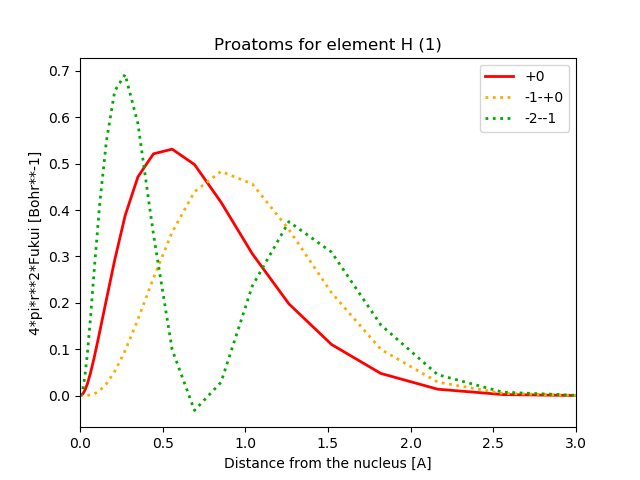 Proatoms for element H (1)
+0
-1-+0
-2--1
4*pi*r**2*Fukui [Bohr**-1]
0.7
0.6
0.5
0.4
0.3
0.2
0.1
0.0
0.0 0.5 1.0 1.5 2.0 2.5 3.0
Distance from the nucleus [A]